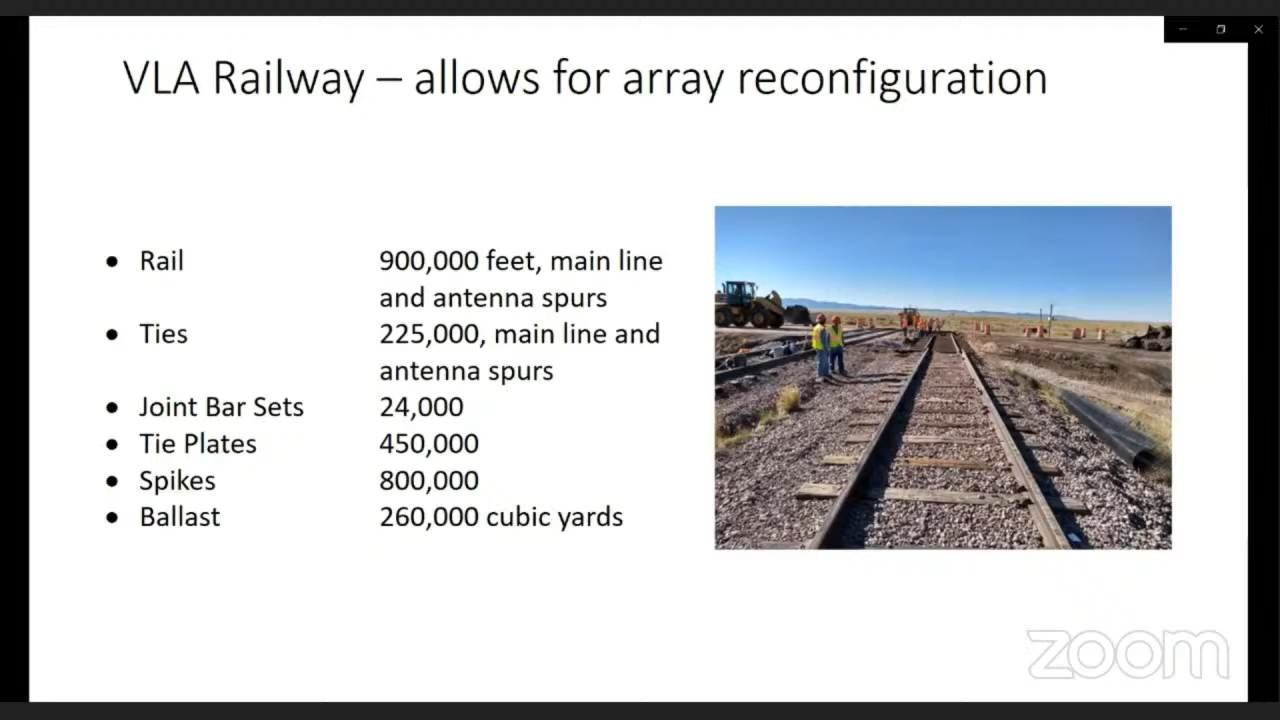 VLA Railway – allows for array reconfiguration
• Rail 900,000 feet, main line
and antenna spurs
• Ties 225,000, main line and
antenna spurs
• Joint Bar Sets 24,000
• Tie Plates 450,000
• Spikes 800,000
• Ballast 260,000 cubic yards
zoom